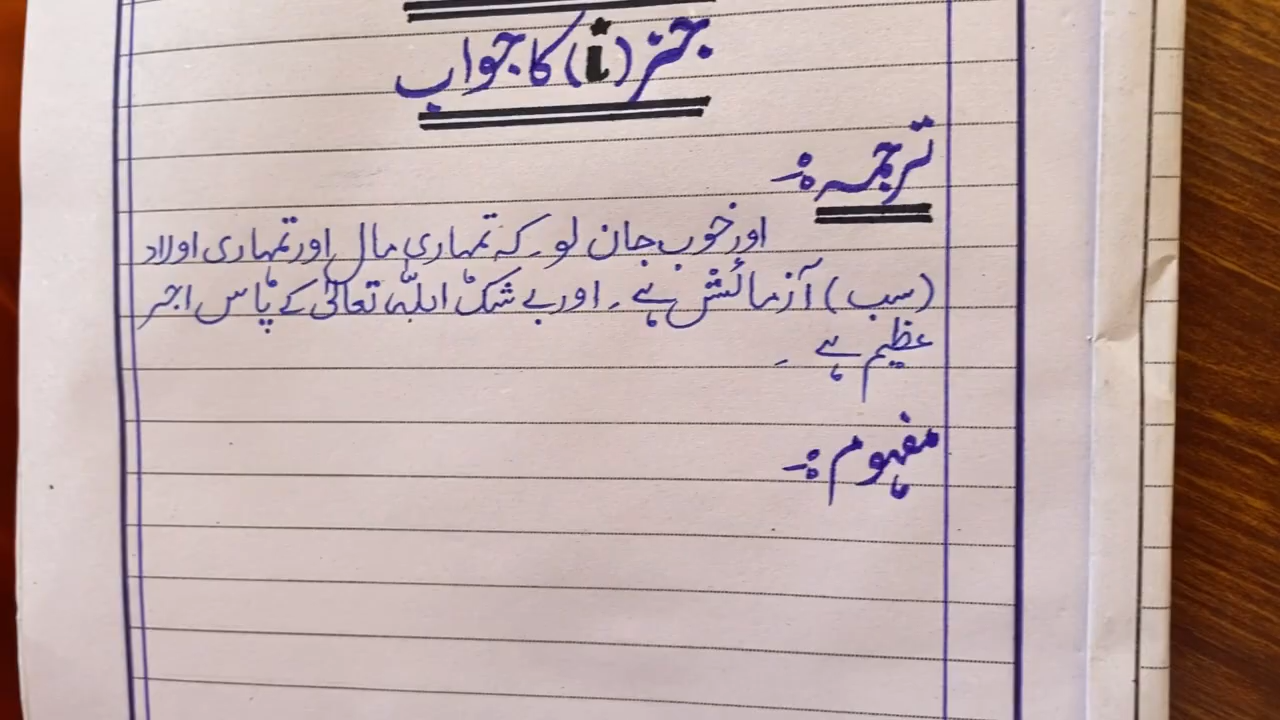 جز (i) کا جواب
ترجمہ:-
اور خوب جان لو۔ کہ تمہاری مال اور تمہاری اولاد
(سب) آزمائش ہے۔ اور بے شک اللہ تعالیٰ کے پاس اجر
عظیم ہے۔
مفہوم:-